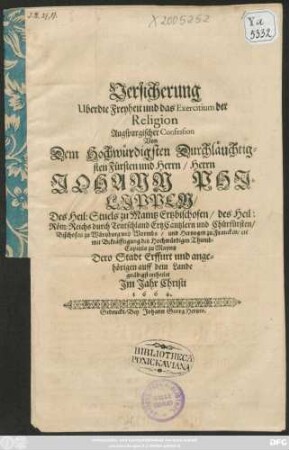 Versicherung
Uber die Freyheit und das Exercitium der
Religion
Augspurgischer Confession
Von
Dem Hochwürdigsten Durchläuchtig-
sten Fürsten und Herrn / Herrn
JOHANN PHI-
LIPPEN /
Des Heil: Stuels zu Mäintz Ertzbischofen / des Heil:
Röm: Reichs durch Teutschland Ertz Cantzlern und Chürfürsten /
Bischofen zu Würtzburg und Wormbs / und Hertzogen zu Francken / etc
mit Bekräfftigung des Hochwürdigen Thumb-
Capituls zu Mayntz
Dero Stadt Erffurt und ange-
hörigen auff dem Lande
gnädigst ertheilet
Im Jahr Christi
Gedruckt / Bey Johann Georg Hertzen.
BIBLIOTHECA
PONICKAVIANA